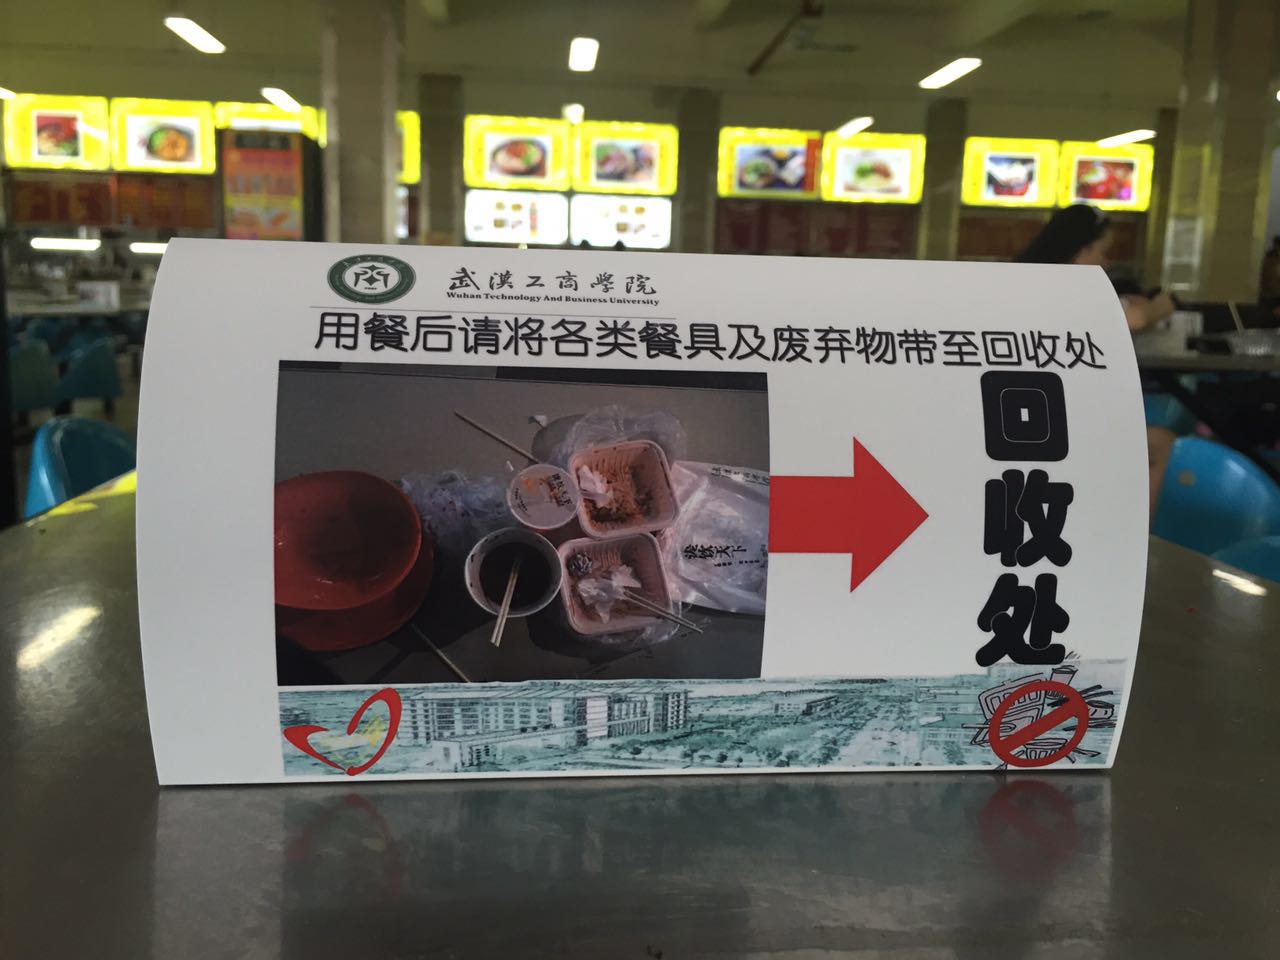 武漢工商學院
Wuhan Technology And Business University
用餐后请将各类餐具及废弃物带至回收处
回收处